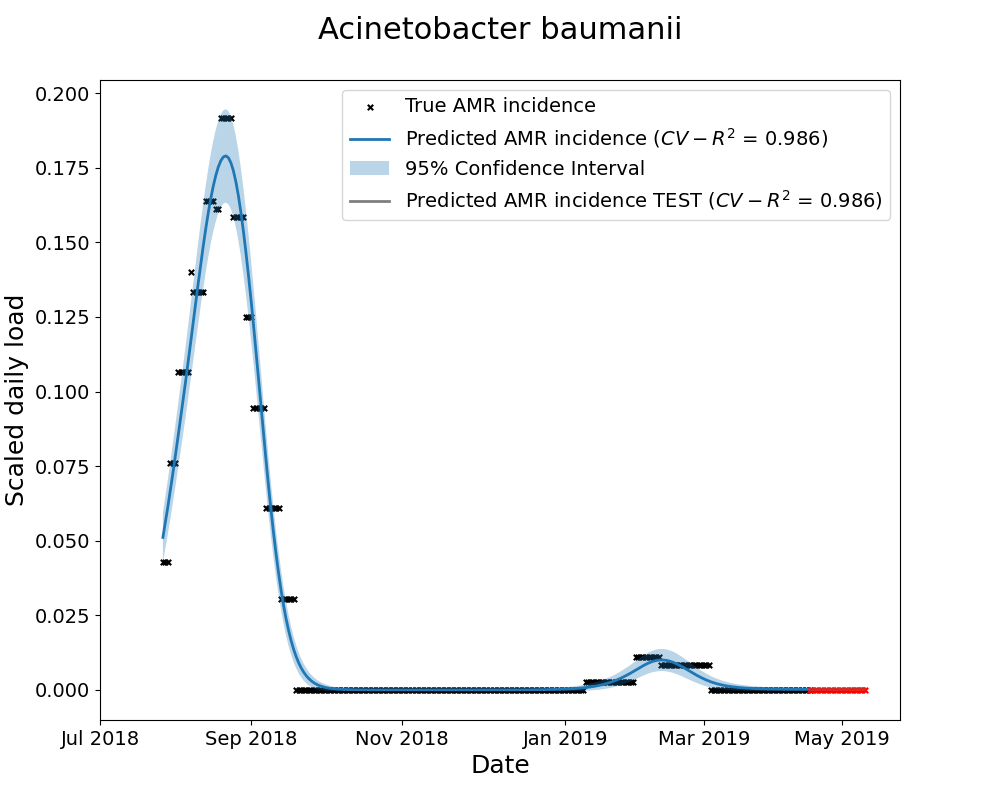 Acinetobacter baumanii
True AMR incidence
Predicted AMR incidence (CV − R² = 0.986)
95% Confidence Interval
Predicted AMR incidence TEST (CV − R² = 0.986)
Scaled daily load
0.200
0.175
0.150
0.125
0.100
0.075
0.050
0.025
0.000
Jul 2018 Sep 2018 Nov 2018 Jan 2019 Mar 2019 May 2019
Date